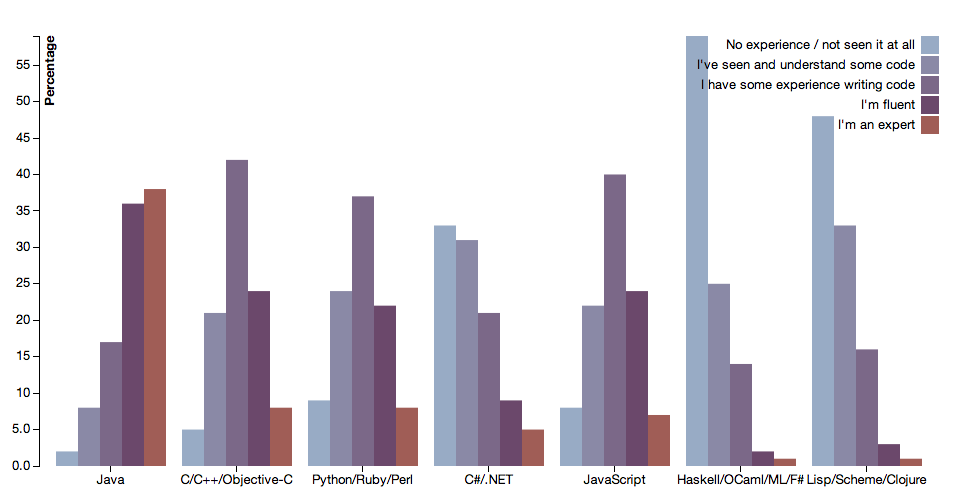 Percentage
55
50
45
40
35
30
25
20
15
10
5.0
0.0
No experience / not seen it at all
I've seen and understand some code
I have some experience writing code
I'm fluent
I'm an expert
Java
C/C++/Objective-C
Python/Ruby/Perl
C#/.NET
JavaScript
Haskell/OCaml/ML/F#
Lisp/Scheme/Clojure